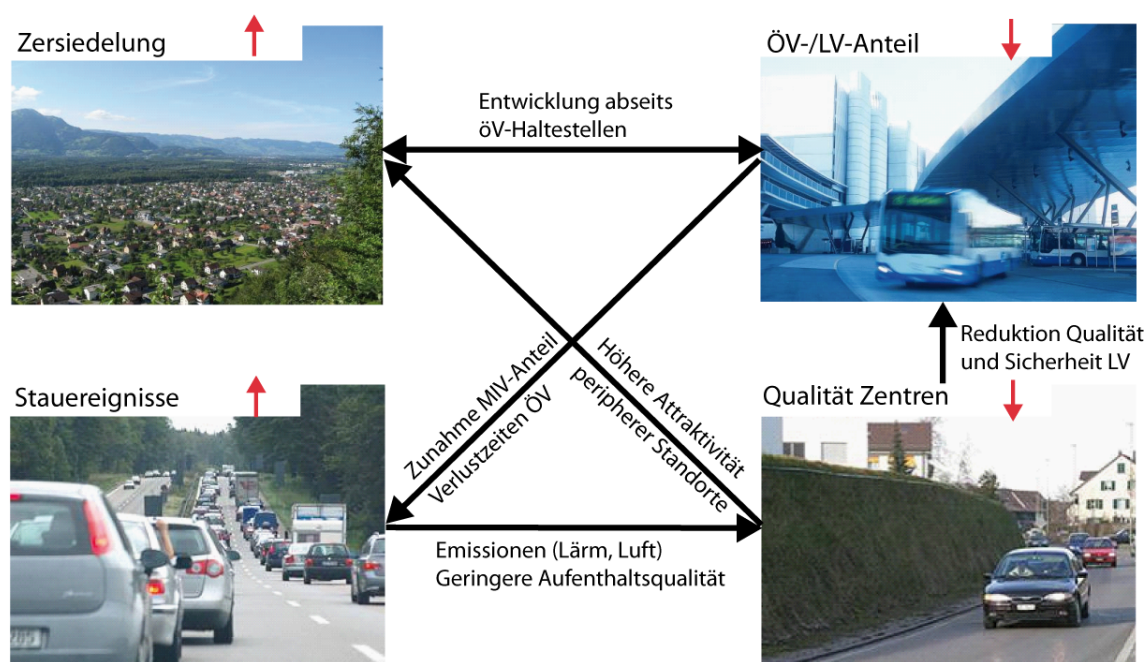 Zersiedelung
ÖV-/LV-Anteil
Entwicklung abseits
öV-Haltestellen
Zunahme MIV-Anteil
Verlustzeiten ÖV
Höhere Attraktivität
peripherer Standorte
Reduktion Qualität
und Sicherheit LV
Stauereignisse
Qualität Zentren
Emissionen (Lärm, Luft)
Geringere Aufenthaltsqualität